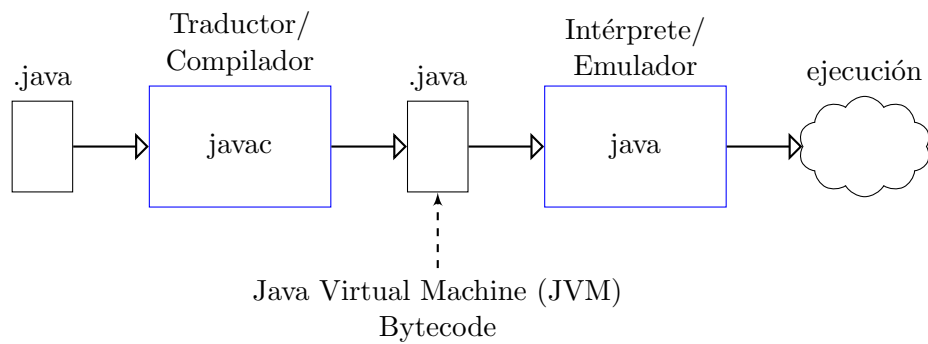 Traductor/
Compilador
Intérprete/
Emulador
.java
.java
ejecución
javac
java
Java Virtual Machine (JVM)
Bytecode